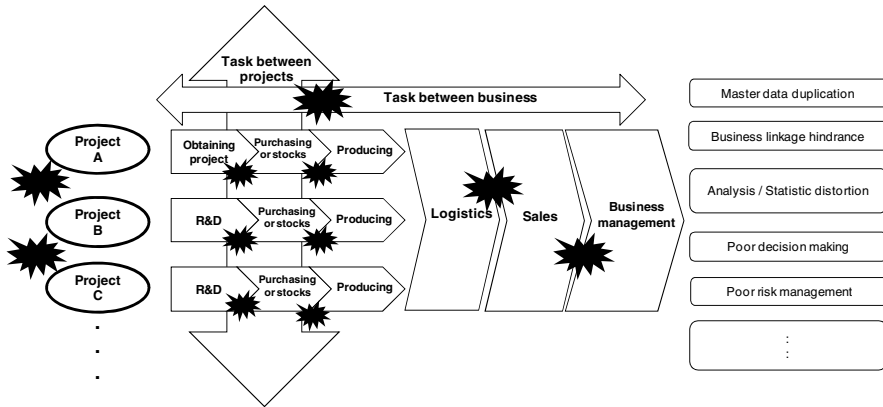 Task between
projects
Task between business
Master data duplication
Project
A
Obtaining
project
Purchasing
or stocks
Producing
Business linkage hindrance
Analysis / Statistic distortion
Project
B
R&D
Purchasing
or stocks
Producing
Logistics
Sales
Business
management
Poor decision making
Project
C
R&D
Purchasing
or stocks
Producing
Poor risk management